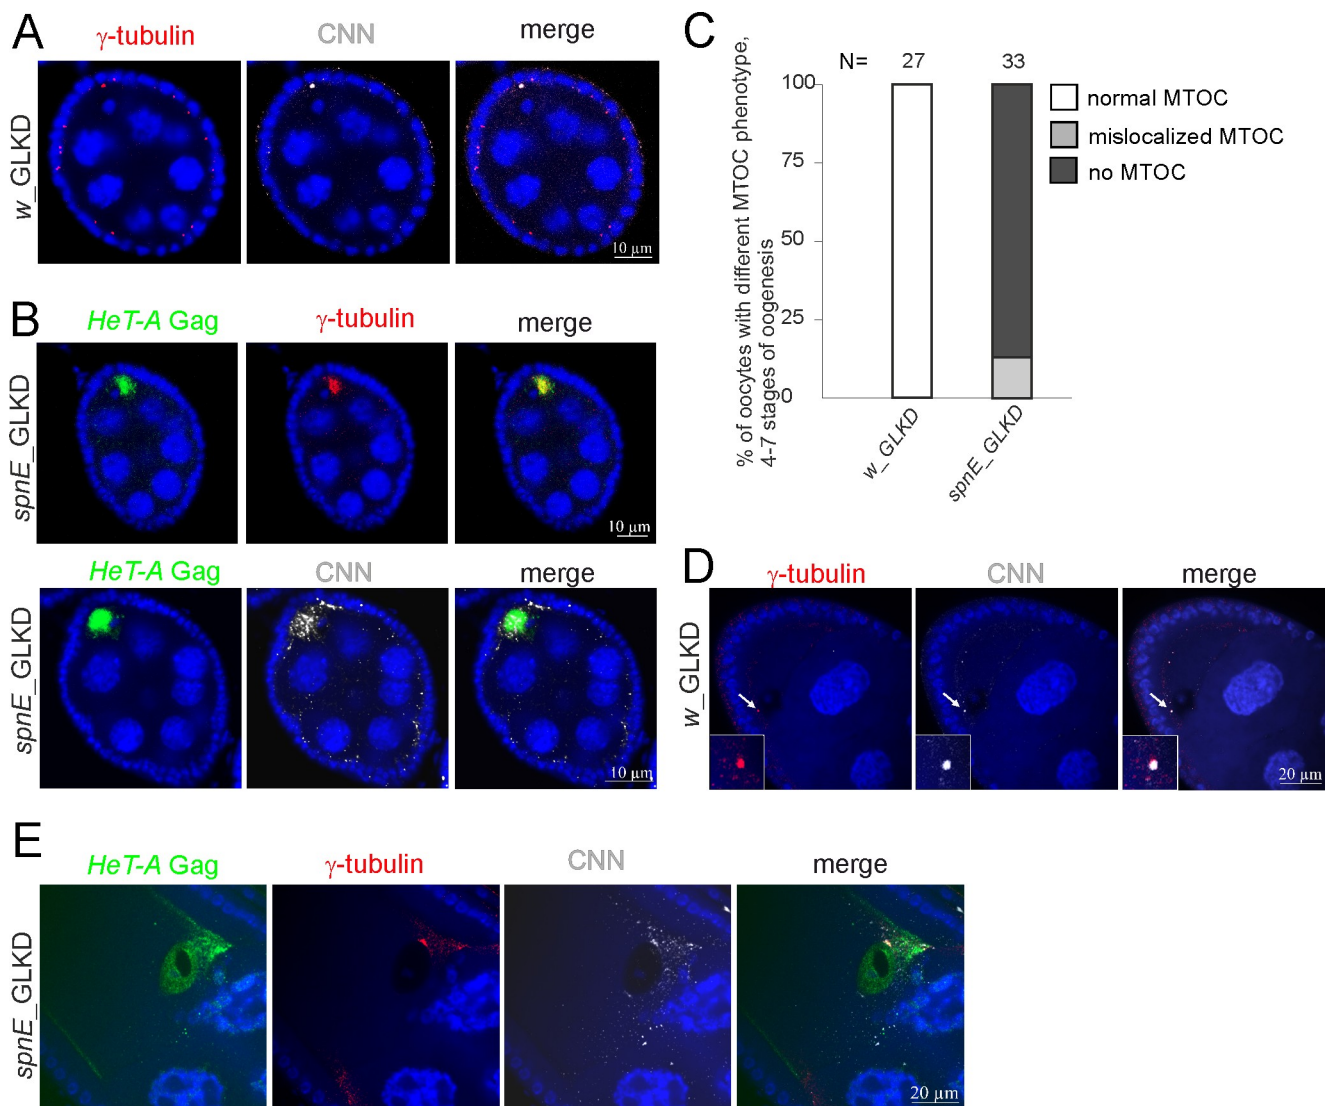 A
γ-tubulin
CNN
merge
w_GLKD
10 µm
B
HeT-A Gag
γ-tubulin
merge
spnE_GLKD
10 µm
HeT-A Gag
CNN
merge
spnE_GLKD
10 µm
C
N= 27 33
% of oocytes with different MTOC phenotype,
4-7 stages of oogenesis
100
75
50
25
0
w_GLKD
spnE_GLKD
normal MTOC
mislocalized MTOC
no MTOC
D
γ-tubulin
CNN
merge
w_GLKD
20 µm
E
HeT-A Gag
γ-tubulin
CNN
merge
spnE_GLKD
20 µm